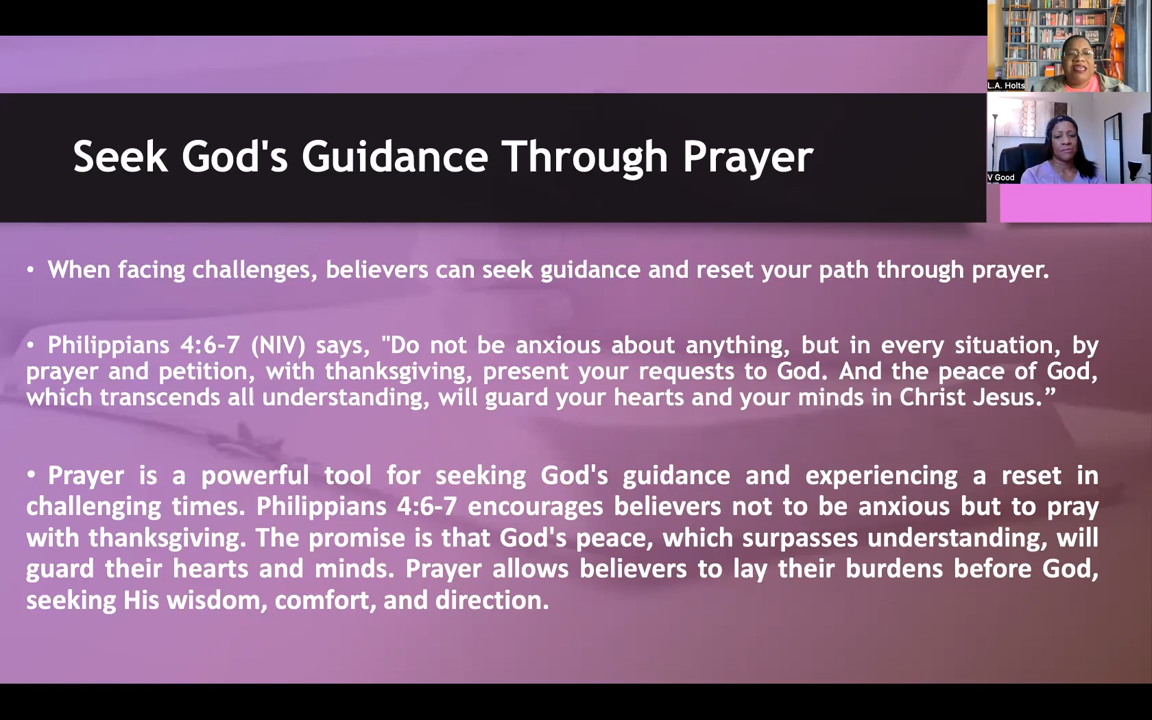 Seek God's Guidance Through Prayer
L.A. Holts
V Good
• When facing challenges, believers can seek guidance and reset your path through prayer.
• Philippians 4:6-7 (NIV) says, "Do not be anxious about anything, but in every situation, by
prayer and petition, with thanksgiving, present your requests to God. And the peace of God,
which transcends all understanding, will guard your hearts and your minds in Christ Jesus.”
• Prayer is a powerful tool for seeking God's guidance and experiencing a reset in
challenging times. Philippians 4:6-7 encourages believers not to be anxious but to pray
with thanksgiving. The promise is that God's peace, which surpasses understanding, will
guard their hearts and minds. Prayer allows believers to lay their burdens before God,
seeking His wisdom, comfort, and direction.